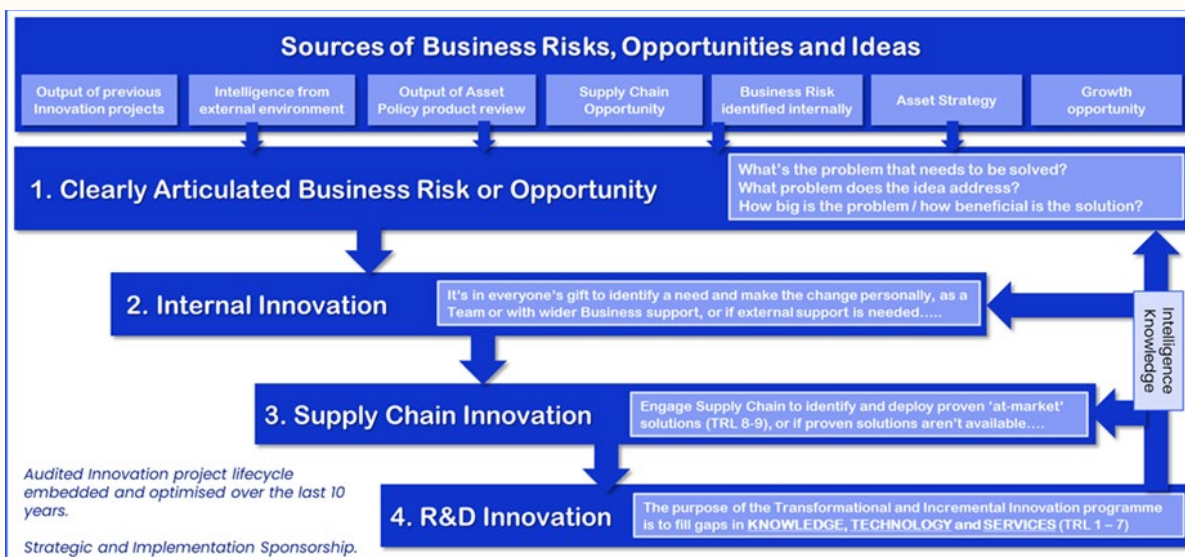 Sources of Business Risks, Opportunities and Ideas
Output of previous
Innovation projects
Intelligence from
external environment
Output of Asset
Policy product review
Supply Chain
Opportunity
Business Risk
identified internally
Asset Strategy
Growth
opportunity
1. Clearly Articulated Business Risk or Opportunity
What's the problem that needs to be solved?
What problem does the idea address?
How big is the problem / how beneficial is the solution?
2. Internal Innovation
It's in everyone's gift to identify a need and make the change personally, as a
Team or with wider Business support, or if external support is needed.....
Intelligence
Knowledge
3. Supply Chain Innovation
Engage Supply Chain to identify and deploy proven 'at-market'
solutions (TRL 8-9), or if proven solutions aren't available....
4. R&D Innovation
The purpose of the Transformational and Incremental Innovation programme
is to fill gaps in KNOWLEDGE, TECHNOLOGY and SERVICES (TRL 1 – 7)
Audited Innovation project lifecycle
embedded and optimised over the last 10
years.
Strategic and Implementation Sponsorship.